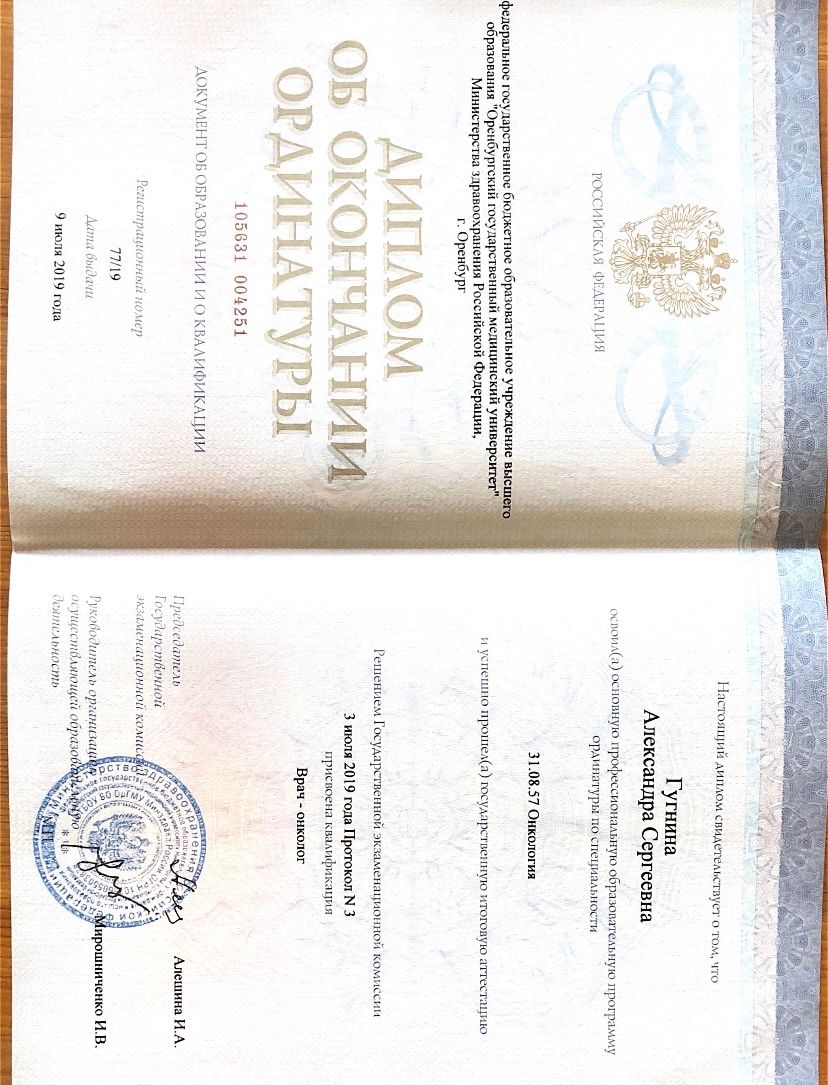 РОССИЙСКАЯ ФЕДЕРАЦИЯ
федеральное государственное бюджетное образовательное учреждение высшего
образования "Оренбургский государственный медицинский университет"
Министерства здравоохранения Российской Федерации,
г. Оренбург
ДИПЛОМ
ОБ ОКОНЧАНИИ
ОРДИНАТУРЫ
105631 004251
ДОКУМЕНТ ОБ ОБРАЗОВАНИИ И О КВАЛИФИКАЦИИ
Регистрационный номер
77/19
Дата выдачи
9 июля 2019 года
Настоящий диплом свидетельствует о том, что
Гугнина
Александра Сергеевна
освоил(а) основную профессиональную образовательную программу
ординатуры по специальности
31.08.57 Онкология
и успешно прошел(а) государственную итоговую аттестацию
Решением Государственной экзаменационной комиссии
3 июля 2019 года Протокол N 3
присвоена квалификация
Врач - онколог
Председатель
Государственной
экзаменационной комиссии
Алешина И.А.
Руководитель организации,
осуществляющей образовательную
деятельность
Мирошниченко И.В.
М.П.